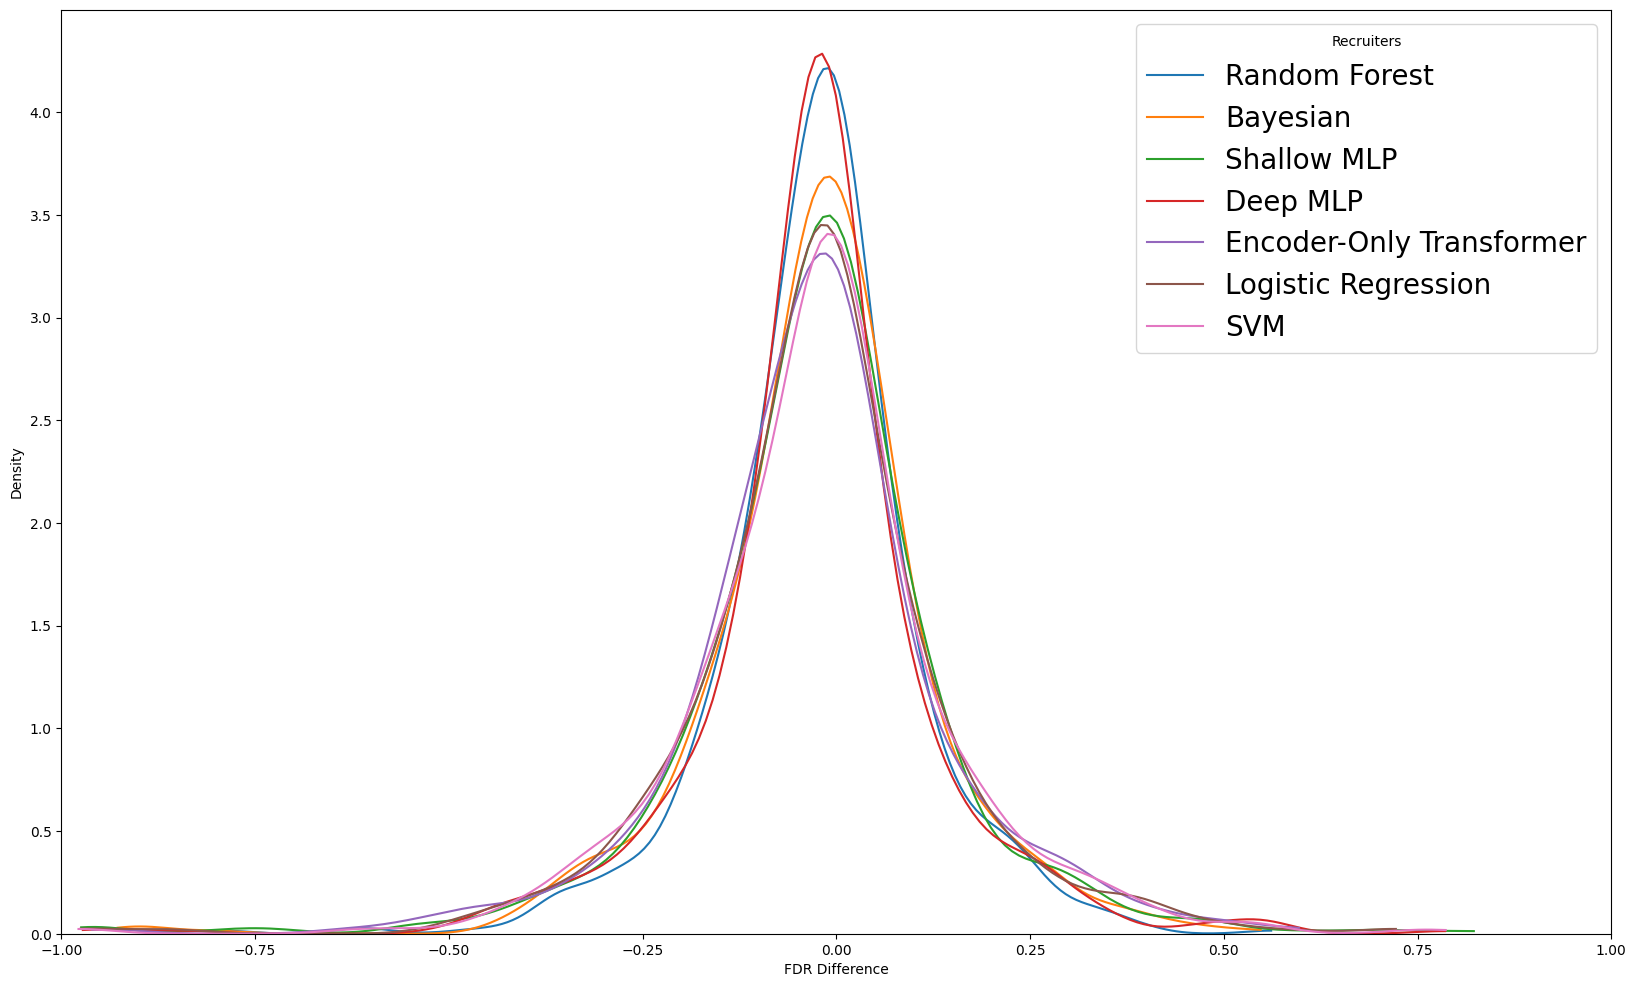 Recruiters
Random Forest
Bayesian
Shallow MLP
Deep MLP
Encoder-Only Transformer
Logistic Regression
SVM
Density
4.0
3.5
3.0
2.5
2.0
1.5
1.0
0.5
0.0
−1.00 −0.75 −0.50 −0.25 0.00 0.25 0.50 0.75 1.00
FDR Difference